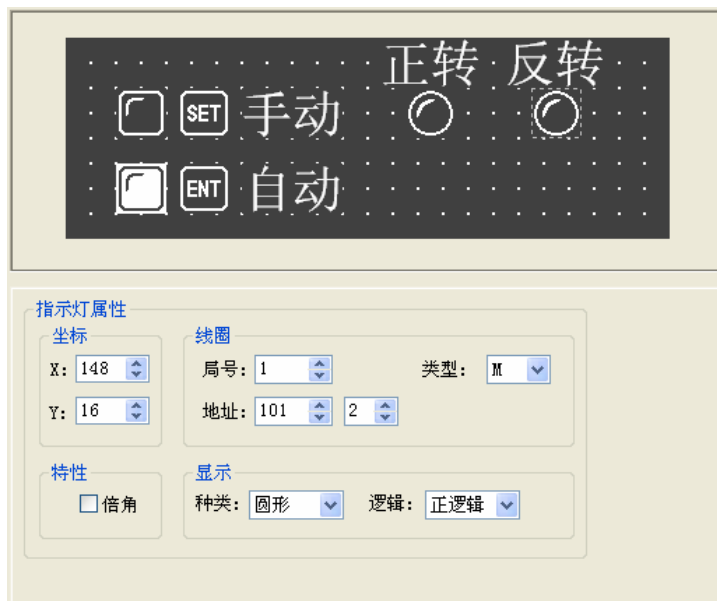 正转 反转
SET 手动
ENT 自动
指示灯属性
坐标
线圈
X: 148
局号: 1
类型: M
Y: 16
地址: 101 2
特性
显示
倍角
种类: 圆形
逻辑: 正逻辑